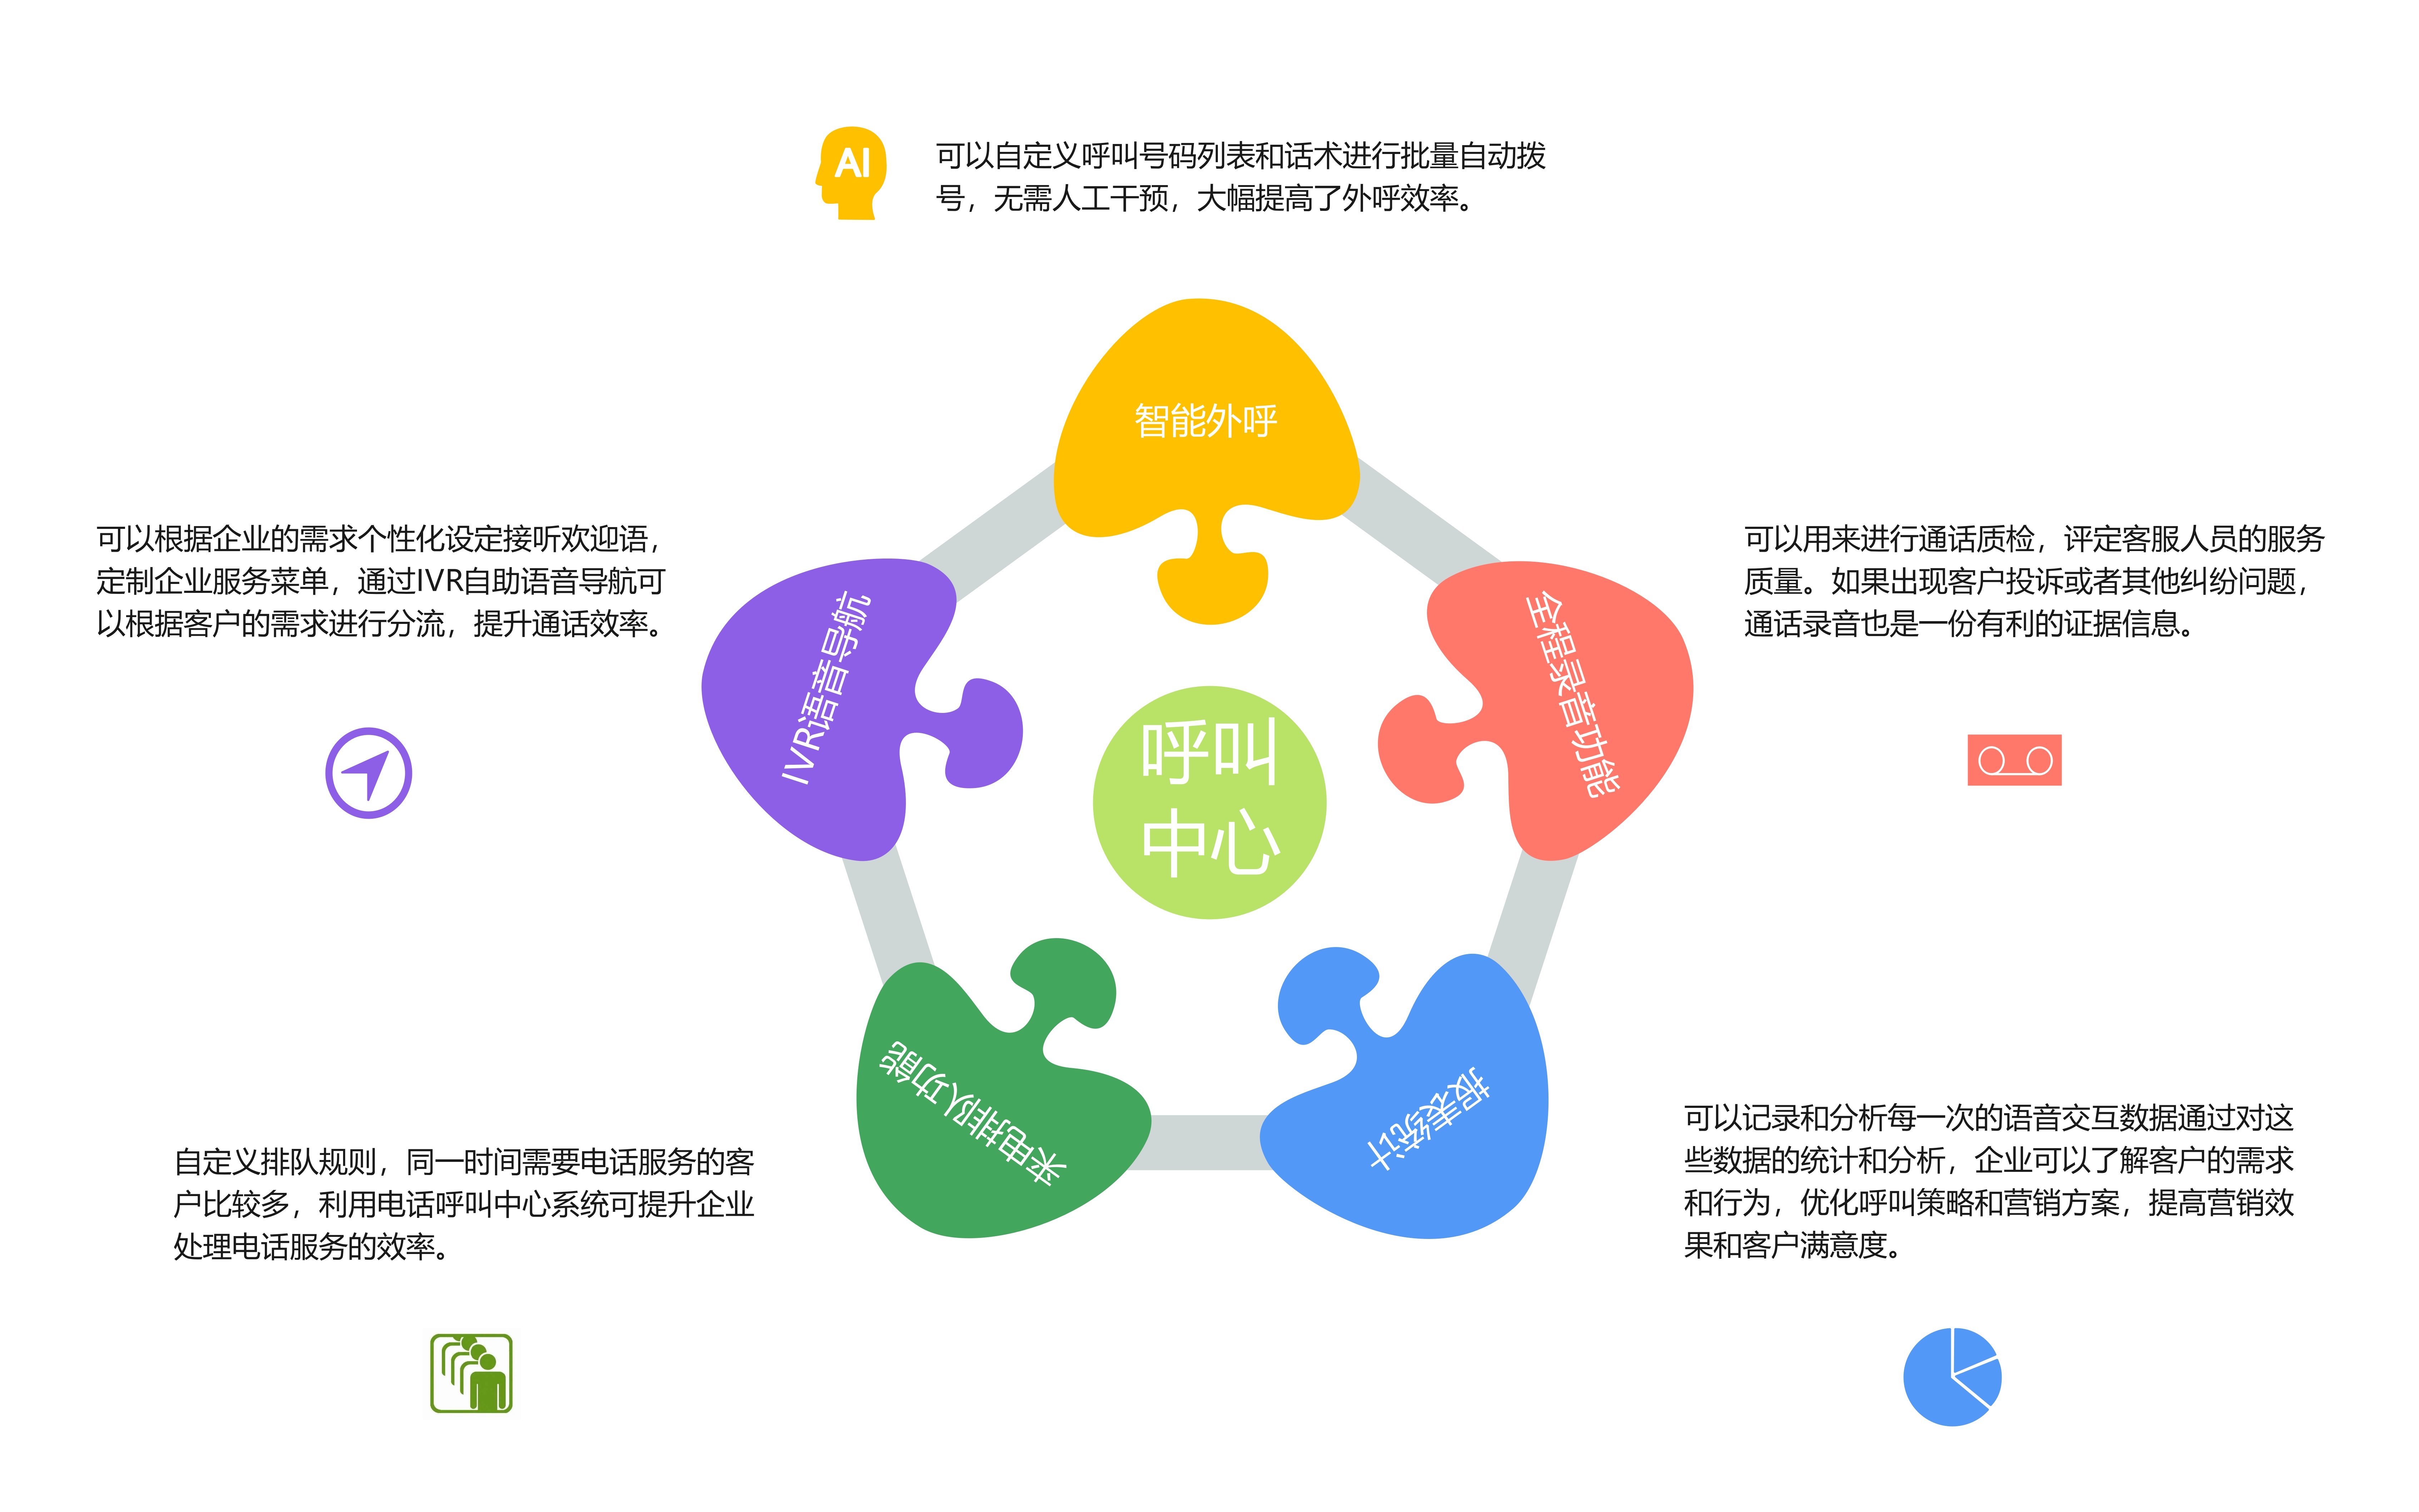 AI
可以自定义呼叫号码列表和话术进行批量自动拨
号，无需人工干预，大幅提高了外呼效率。
智能外呼
可以根据企业的需求个性化设定接听欢迎语，
定制企业服务菜单，通过IVR自助语音导航可
以根据客户的需求进行分流，提升通话效率。
IVR语音导航
全程录音功能
可以用来进行通话质检，评定客服人员的服务
质量。如果出现客户投诉或者其他纠纷问题，
通话录音也是一份有利的证据信息。
呼叫
中心
来电排队功能
报表统计
自定义排队规则，同一时间需要电话服务的客
户比较多，利用电话呼叫中心系统可提升企业
处理电话服务的效率。
可以记录和分析每一次的语音交互数据通过对这
些数据的统计和分析，企业可以了解客户的需求
和行为，优化呼叫策略和营销方案，提高营销效
果和客户满意度。